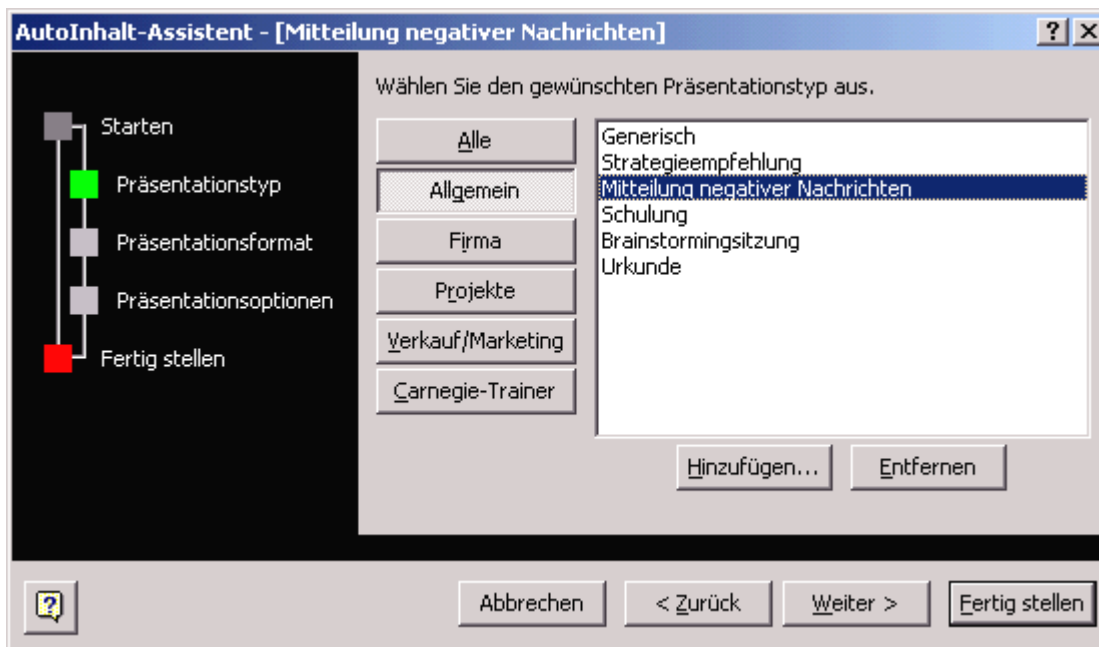 AutoInhalt-Assistent - [Mitteilung negativer Nachrichten]
Starten
Präsentationstyp
Präsentationsformat
Präsentationsoptionen
Fertig stellen
Wählen Sie den gewünschten Präsentationstyp aus.
Alle
Allgemein
Firma
Projekte
Verkauf/Marketing
Carnegie-Trainer
Generisch
Strategieempfehlung
Mitteilung negativer Nachrichten
Schulung
Brainstormingsitzung
Urkunde
Hinzufügen...
Entfernen
Abbrechen
< Zurück
Weiter >
Fertig stellen